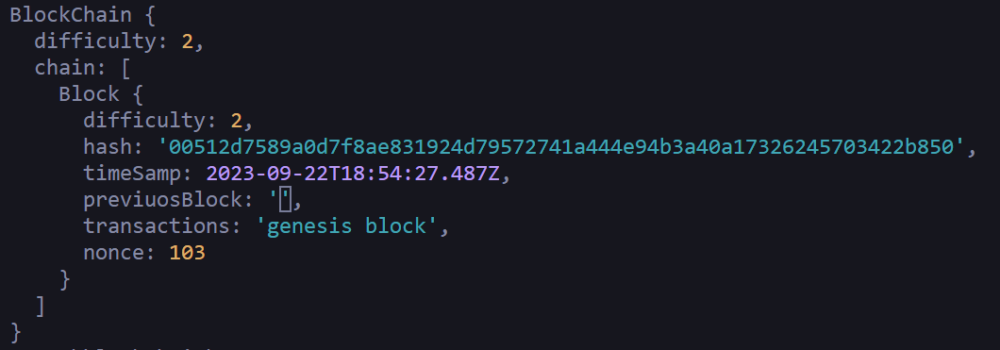 BlockChain {
difficulty: 2,
chain: [
Block {
difficulty: 2,
hash: '00512d7589a0d7f8ae831924d79572741a444e94b3a40a17326245703422b850',
timeSamp: 2023-09-22T18:54:27.487Z,
previuosBlock: '',
transactions: 'genesis block',
nonce: 103
}
]
}